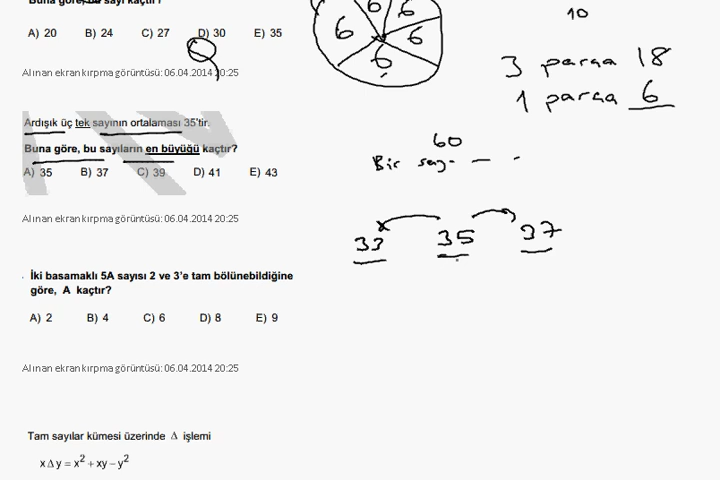 Buna göre, bu sayı kaçtır?
A) 20 B) 24 C) 27 D) 30 E) 35
Alınan ekran kırpma görüntüsü: 06.04.2014 20:25
6 6
6 6
6
10
3 parça 18
1 parça 6
Ardışık üç tek sayının ortalaması 35'tir.
Buna göre, bu sayıların en büyüğü kaçtır?
A) 35 B) 37 C) 39 D) 41 E) 43
Alınan ekran kırpma görüntüsü: 06.04.2014 20:25
60
Bir sayı
33 35 37
İki basamaklı 5A sayısı 2 ve 3'e tam bölünebildiğine
göre, A kaçtır?
A) 2 B) 4 C) 6 D) 8 E) 9
Alınan ekran kırpma görüntüsü: 06.04.2014 20:25
Tam sayılar kümesi üzerinde Δ işlemi
x Δ y = x² + xy – y²